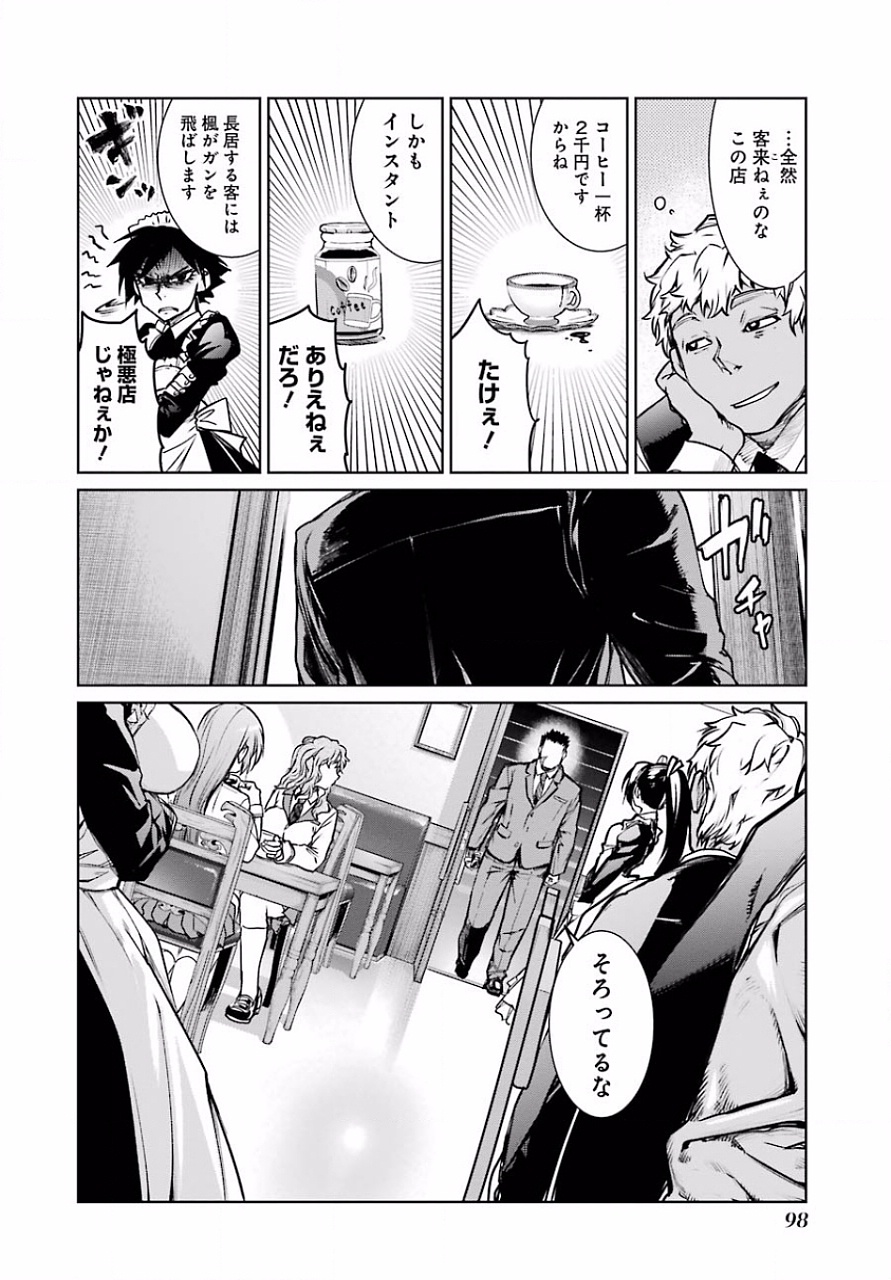 …全然
客来ねぇのな
この店
コーヒー一杯
2千円です
からね
たけぇ!
しかも
インスタント
Coffee
ありえねぇ
だろ!
長居する客には
楓がガンを
飛ばします
ギンッ
極悪店
じゃねぇか!
ガチャ
そろってるな
98